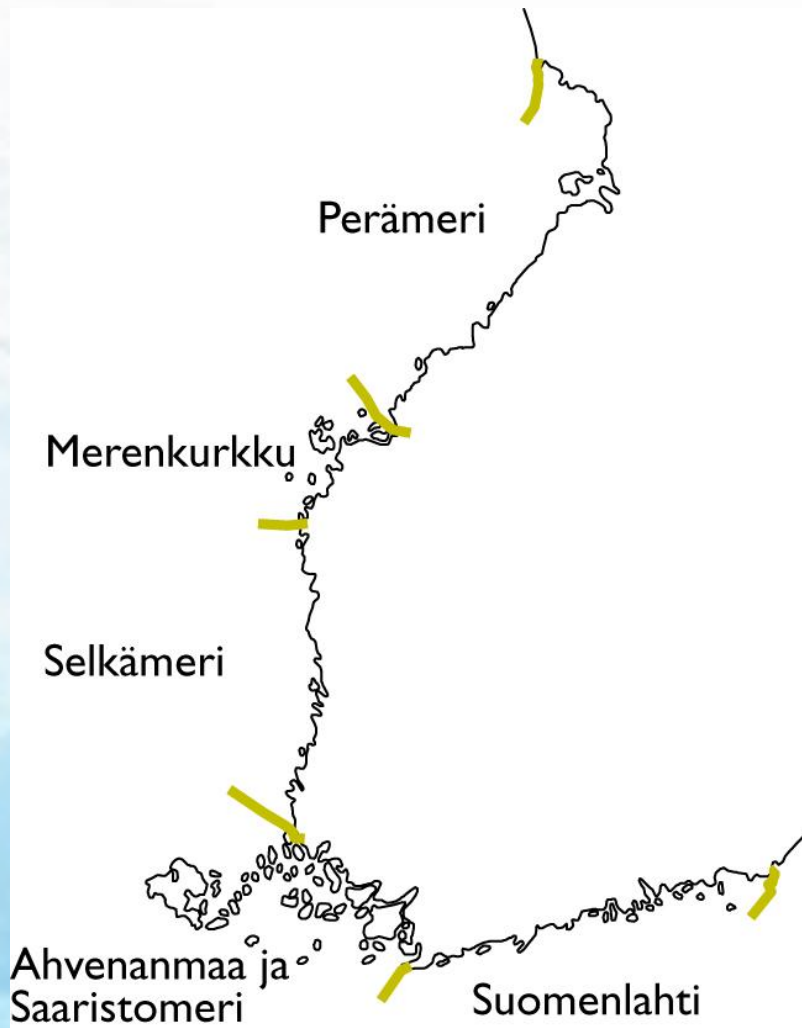 Perämeri
Merenkurkku
Selkämeri
Ahvenanmaa ja
Saaristomeri
Suomenlahti